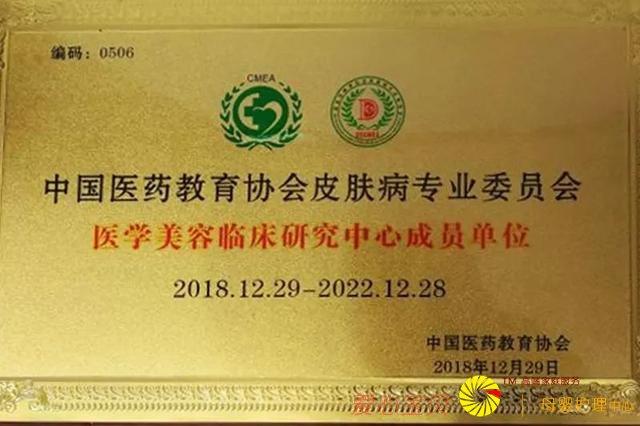 编码：0506
CMEA
中国医药教育协会皮肤病专业委员会
医学美容临床研究中心成员单位
2018.12.29-2022.12.28
中国医药教育协会
2018年12月29日
母婴护理中心